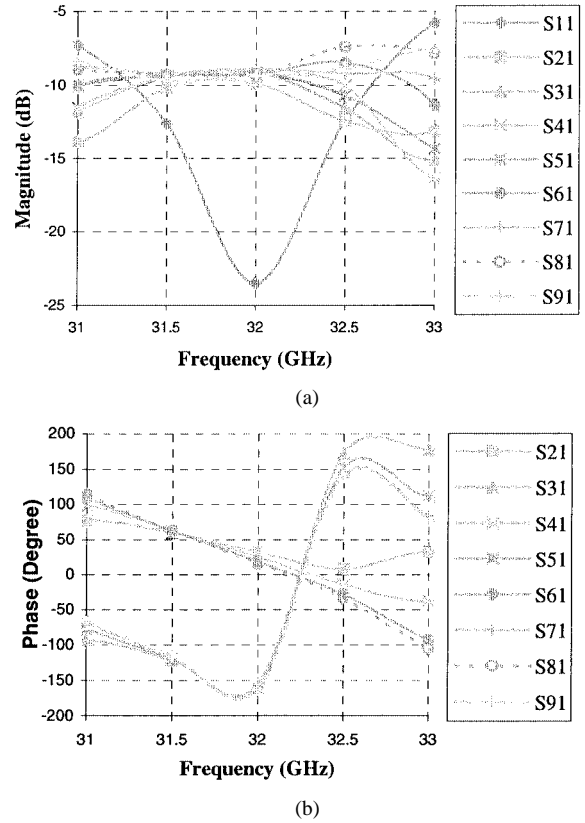 -5
-10
-15
-20
-25
Magnitude (dB)
31
31.5
32
32.5
33
Frequency (GHz)
S11
S21
S31
S41
S51
S61
S71
S81
S91
(a)
200
150
100
50
0
-50
-100
-150
-200
Phase (Degree)
31
31.5
32
32.5
33
Frequency (GHz)
S21
S31
S41
S51
S61
S71
S81
S91
(b)